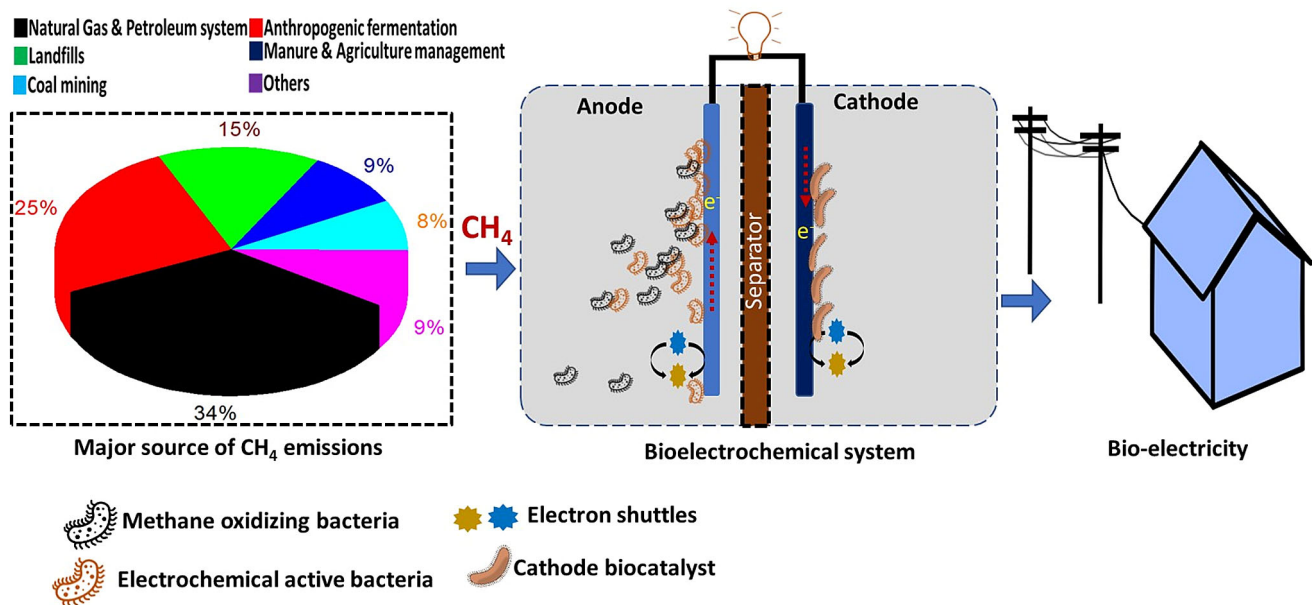 Natural Gas & Petroleum system
Anthropogenic fermentation
Landfills
Manure & Agriculture management
Coal mining
Others
15%
9%
25%
8%
9%
34%
Major source of CH₄ emissions
CH₄
Anode
Cathode
e⁻
e⁻
Separator
Bioelectrochemical system
Bio-electricity
Methane oxidizing bacteria
Electron shuttles
Electrochemical active bacteria
Cathode biocatalyst